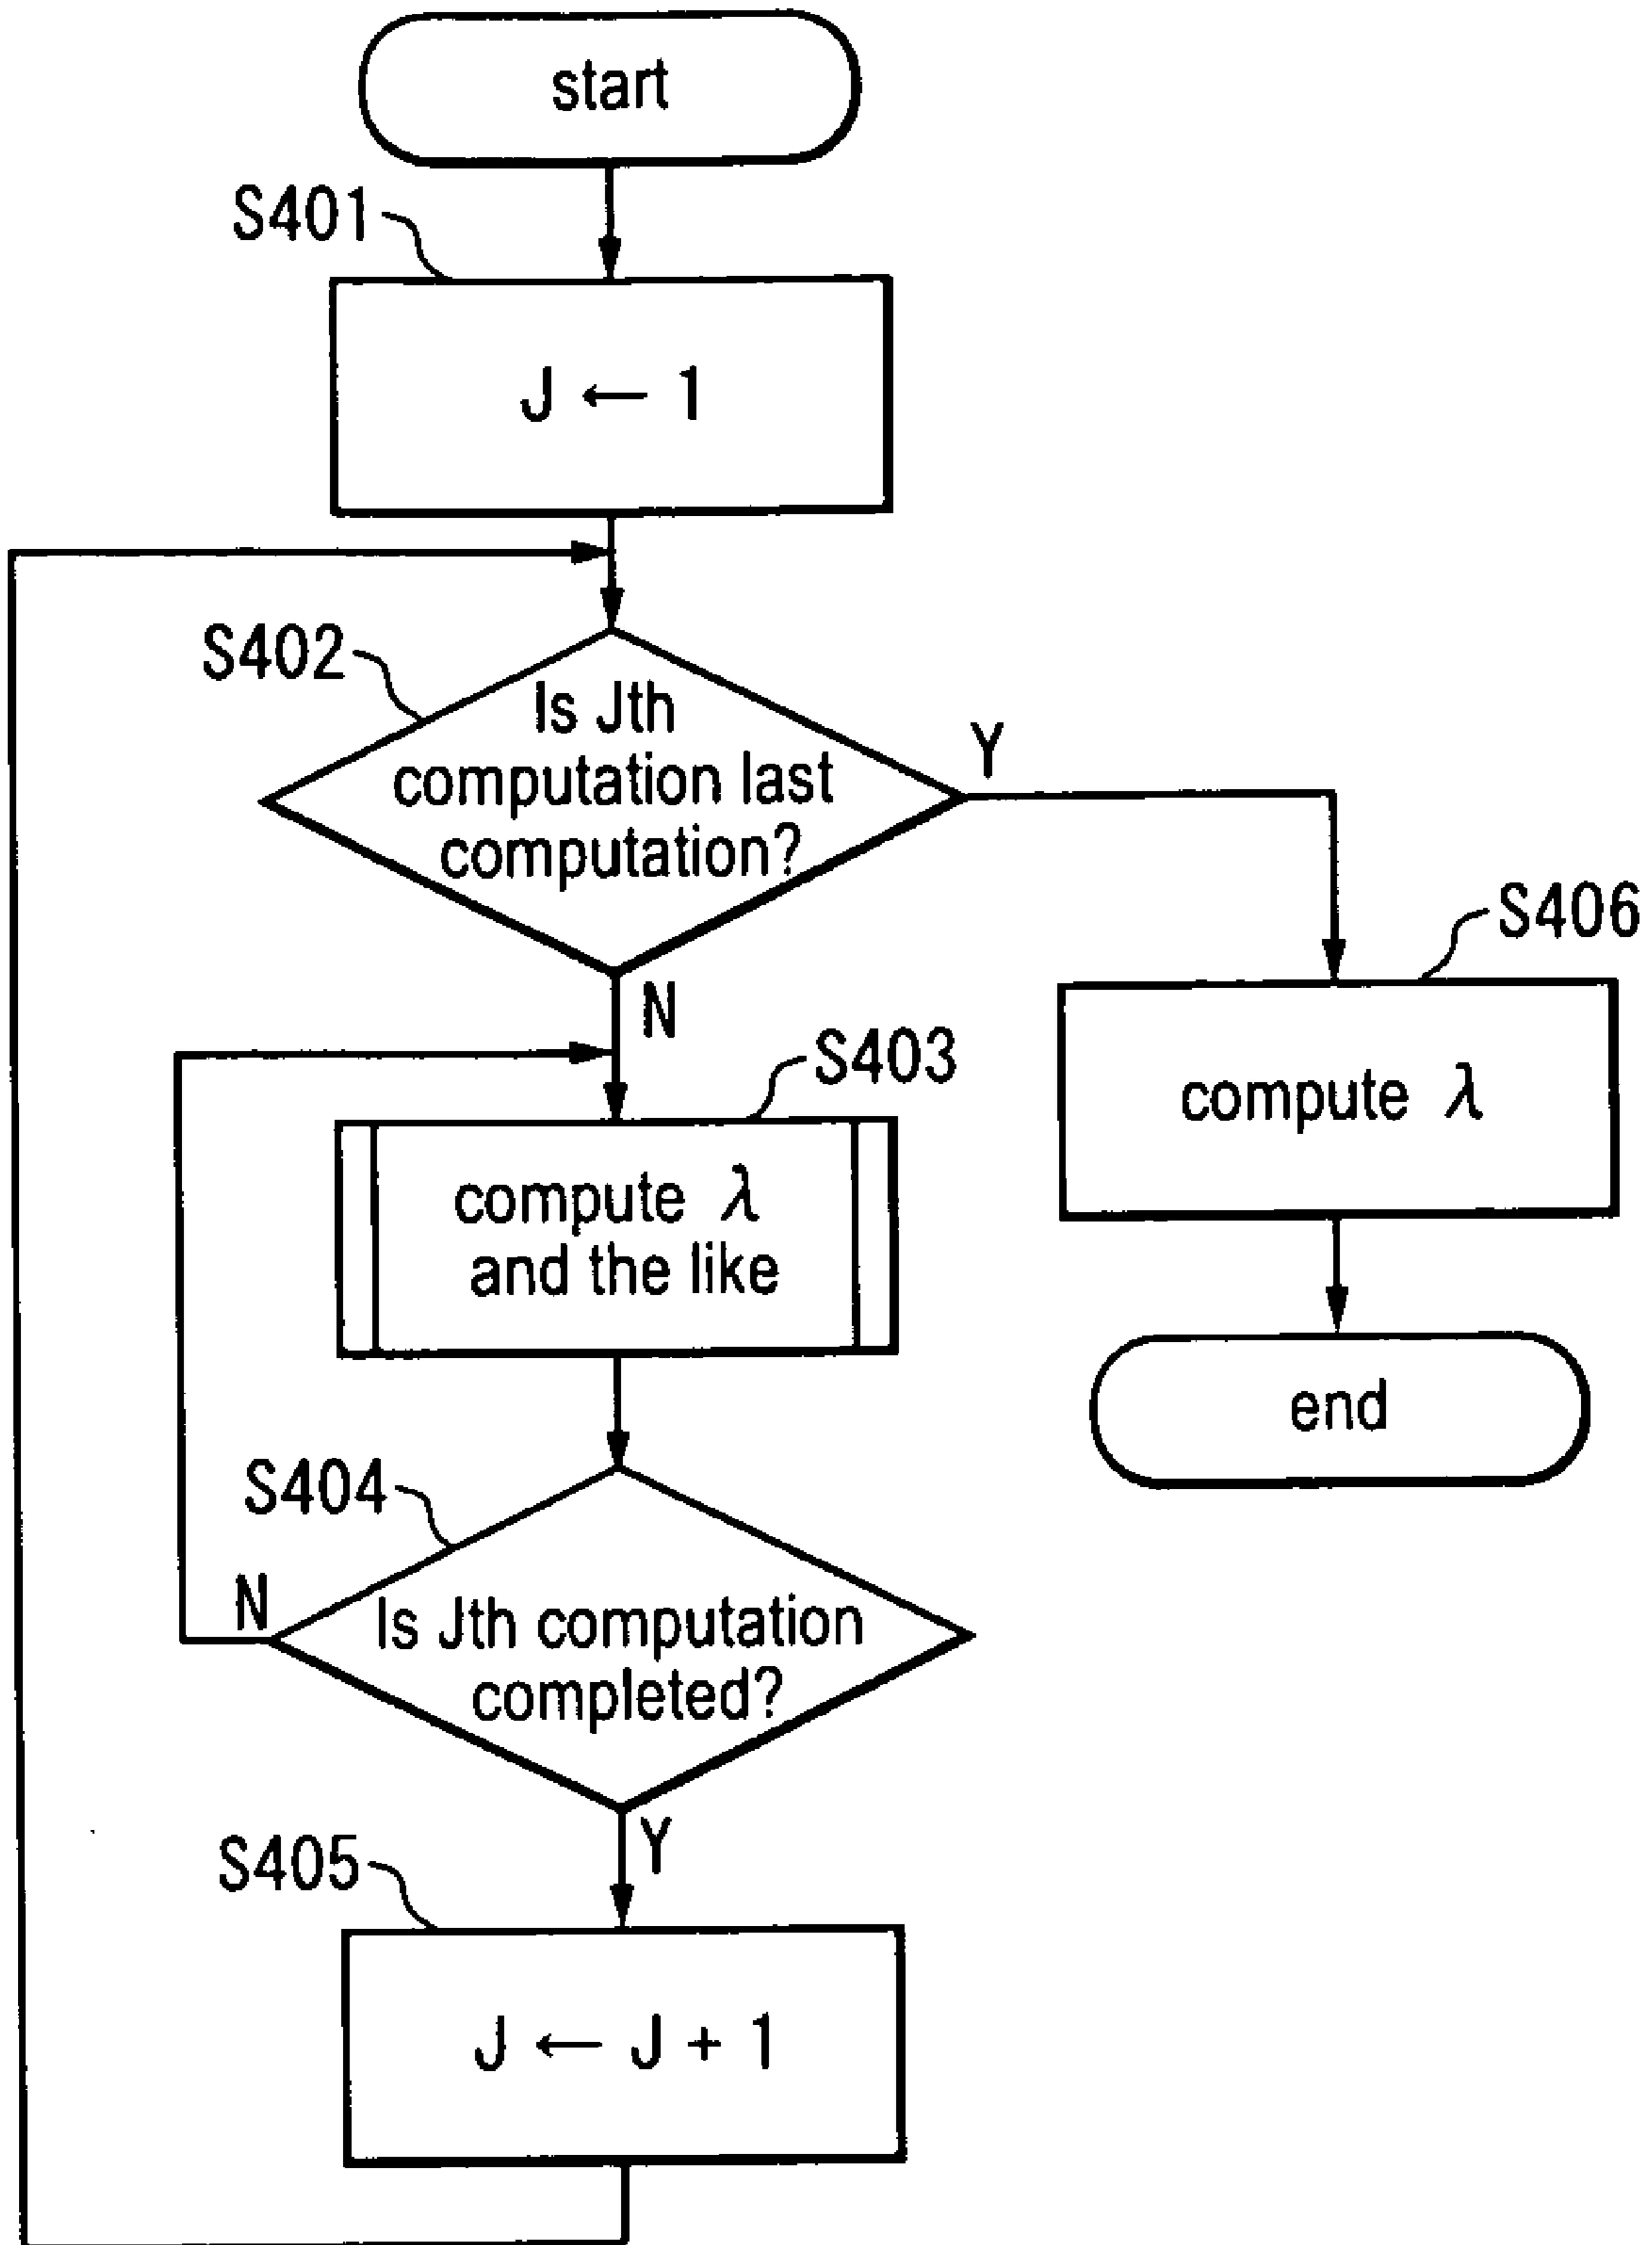 start
S401
J ← 1
S402
Is Jth
computation last
computation?
Y
N
S406
compute λ
end
S403
compute λ
and the like
S404
N
Is Jth computation
completed?
Y
S405
J ← J + 1